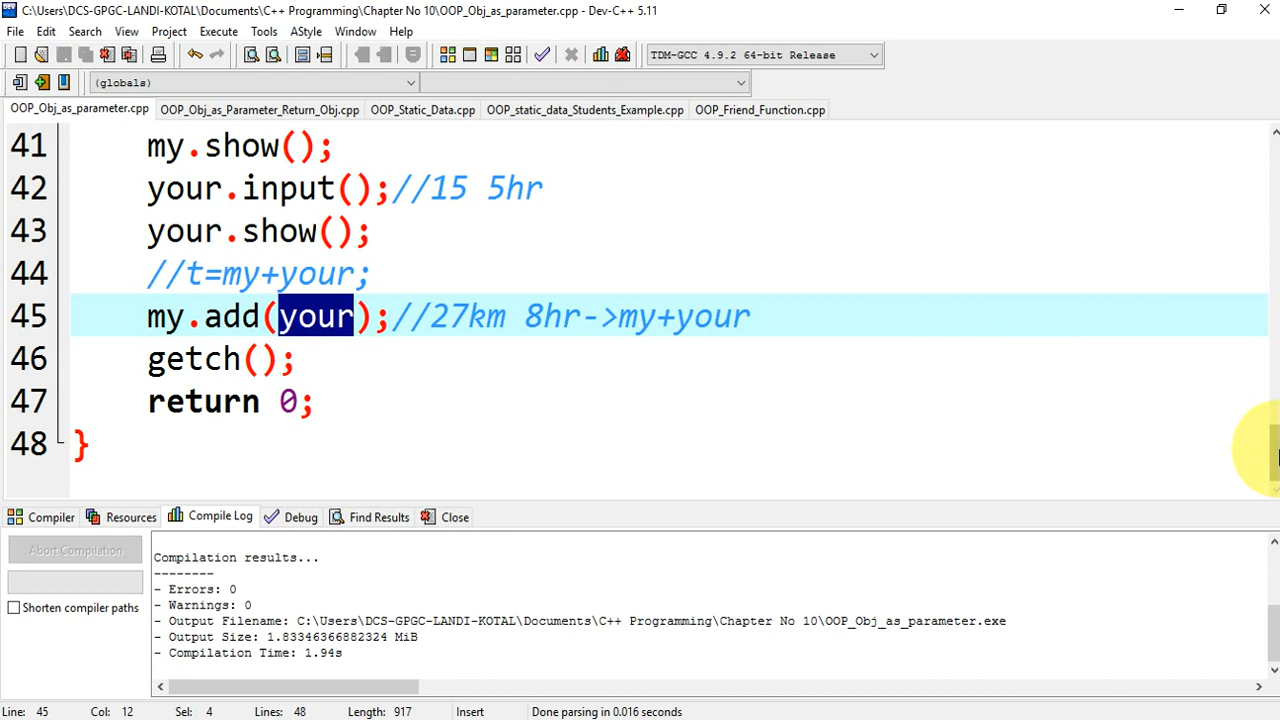 C:\Users\DCS-GPGC-LANDI-KOTAL\Documents\C++ Programming\Chapter No 10\OOP_Obj_as_parameter.cpp - Dev-C++ 5.11
File Edit Search View Project Execute Tools AStyle Window Help
TDM-GCC 4.9.2 64-bit Release
(globals)
OOP_Obj_as_parameter.cpp OOP_Obj_as_Parameter_Return_Obj.cpp OOP_Static_Data.cpp OOP_static_data_Students_Example.cpp OOP_Friend_Function.cpp
41 my.show();
42 your.input();//15 5hr
43 your.show();
44 //t=my+your;
45 my.add(your);//27km 8hr->my+your
46 getch();
47 return 0;
48 }
Compiler Resources Compile Log Debug Find Results Close
Abort Compilation
Shorten compiler paths
Compilation results...
--------
- Errors: 0
- Warnings: 0
- Output Filename: C:\Users\DCS-GPGC-LANDI-KOTAL\Documents\C++ Programming\Chapter No 10\OOP_Obj_as_parameter.exe
- Output Size: 1.83346366882324 MiB
- Compilation Time: 1.94s
Line: 45 Col: 12 Sel: 4 Lines: 48 Length: 917 Insert Done parsing in 0.016 seconds